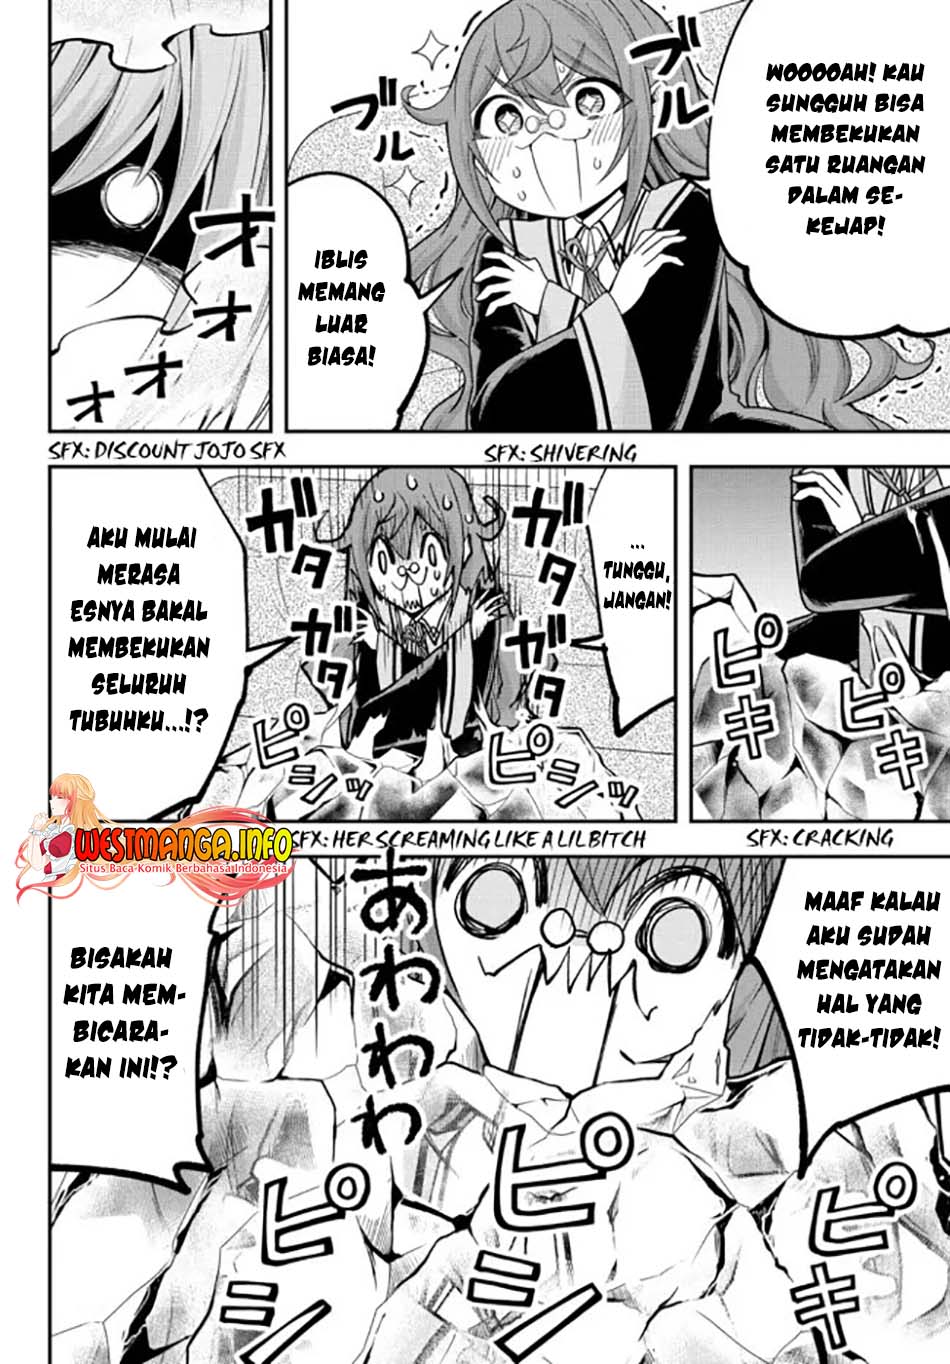 WOOOOAH! KAU
SUNGGUH BISA
MEMBEKUKAN
SATU RUANGAN
DALAM SE-
KEJAP!
ブル
ブル
IBLIS
MEMANG
LUAR
BIASA!
オオオオ
SFX: DISCOUNT JOJO SFX
SFX: SHIVERING
ピキ
ピキ
...
TUNGGU,
JANGAN!
ガタガタ
ガタガタ
ピシッ
ピシッ
AKU MULAI
MERASA
ESNYA BAKAL
MEMBEKUKAN
SELURUH
TUBUHKU...!?
WESTMANGA.INFO
Situs Baca Komik Berbahasa Indonesia
SFX: HER SCREAMING LIKE A LIL BITCH
SFX: CRACKING
MAAF KALAU
AKU SUDAH
MENGATAKAN
HAL YANG
TIDAK-TIDAK!
あわわわ
BISAKAH
KITA MEM-
BICARA-
KAN INI!?
ピキ
ピシ
ピシ